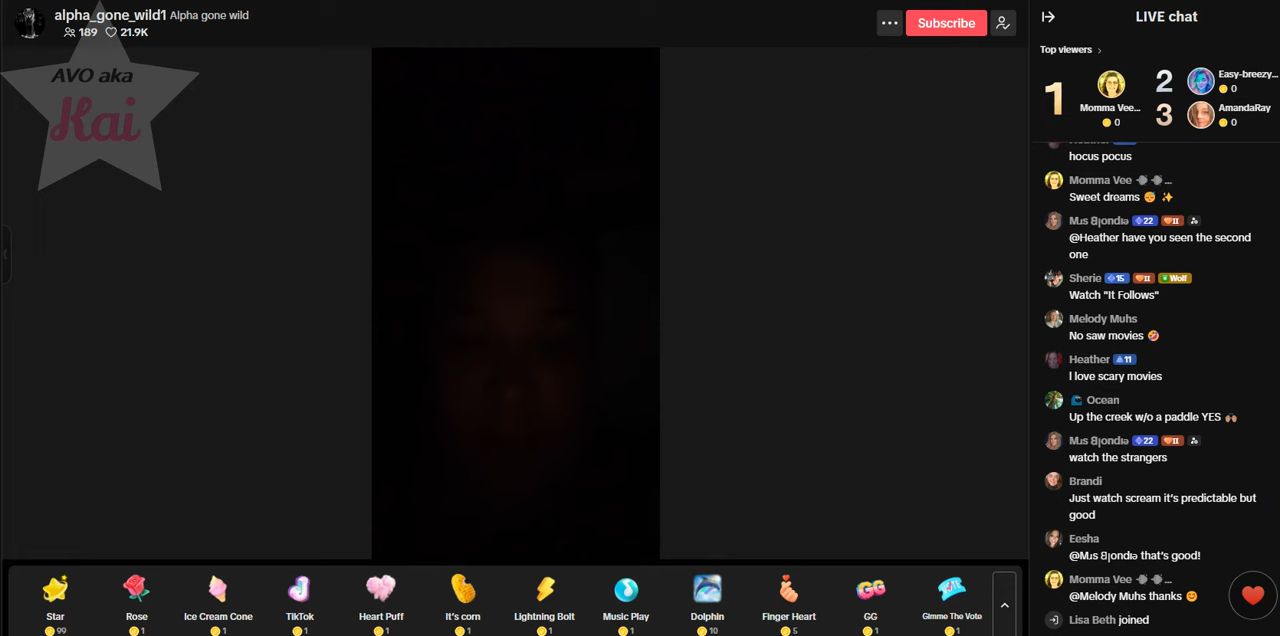 alpha_gone_wild1 Alpha gone wild
189 21.9K
Subscribe
AVO aka
Kai
LIVE chat
Top viewers
1
Momma Vee...
0
2
Easy-breezy...
0
3
AmandaRay
0
hocus pocus
Momma Vee ...
Sweet dreams 😴 ✨
Mɹs 8ꞁondıɘ 22 II
@Heather have you seen the second
one
Sherie 15 II Wolf
Watch "It Follows"
Melody Muhs
No saw movies 🤣
Heather 11
I love scary movies
🌊 Ocean
Up the creek w/o a paddle YES 🙌🏽
Mɹs 8ꞁondıɘ 22 II
watch the strangers
Brandi
Just watch scream it's predictable but
good
Eesha
@Mɹs 8ꞁondıɘ that's good!
Momma Vee ...
@Melody Muhs thanks 😊
Lisa Beth joined
Star
99
Rose
1
Ice Cream Cone
1
TikTok
1
Heart Puff
1
It's corn
1
Lightning Bolt
1
Music Play
1
Dolphin
10
Finger Heart
5
GG
1
Gimme The Vote
1